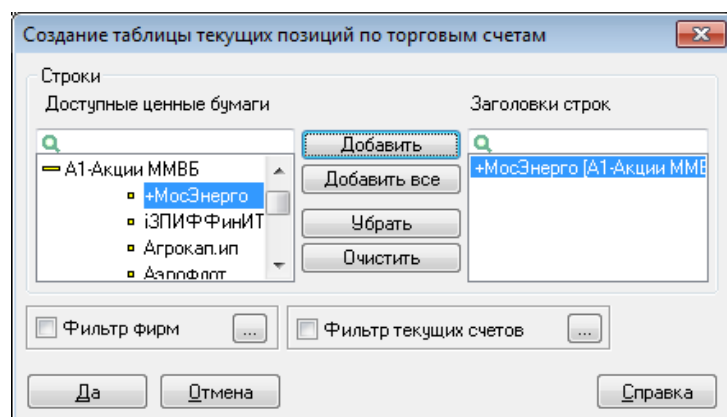 Создание таблицы текущих позиций по торговым счетам
Строки
Доступные ценные бумаги
Заголовки строк
Добавить
А1-Акции ММВБ
+МосЭнерго
+МосЭнерго [А1-Акции ММВ
Добавить все
iЗПИФФинИТ
Убрать
Агрокап.ип
Очистить
Аэрофлот
Фильтр фирм
...
Фильтр текущих счетов
...
Да
Отмена
Справка